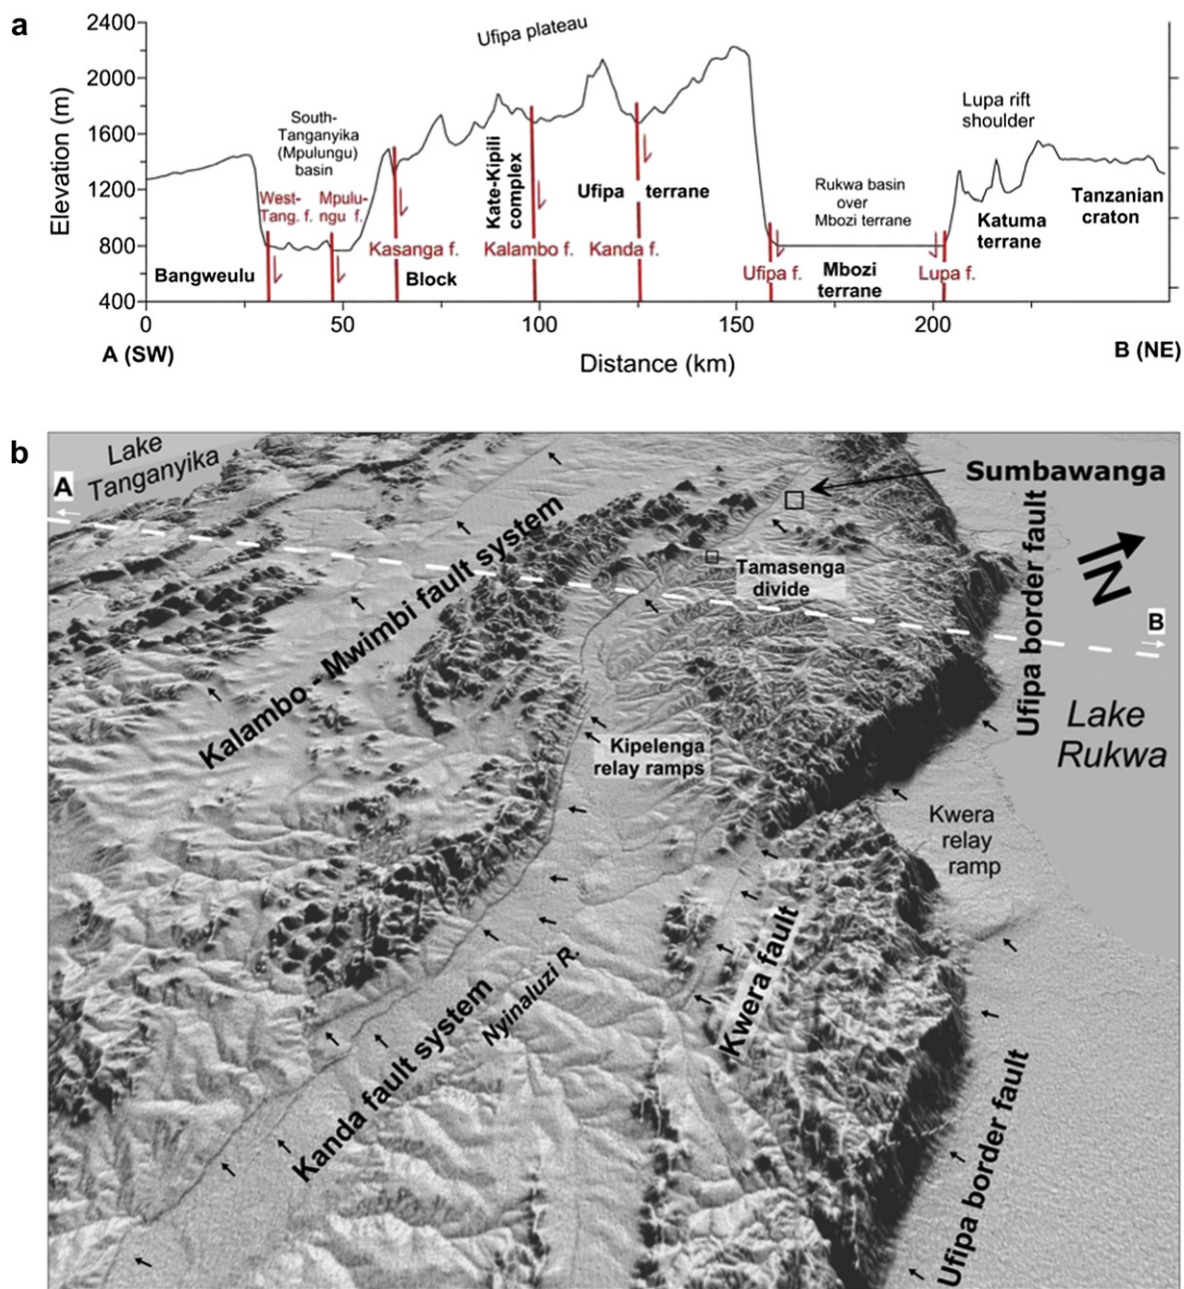 a
2400
2000
1600
1200
800
400
Elevation (m)
Ufipa plateau
South-
Tanganyika
(Mpulungu)
basin
West-
Tang. f.
Mpulu-
ngu f.
Kasanga f.
Kate-Kipili
complex
Kalambo f.
Kanda f.
Ufipa terrane
Rukwa basin
over
Mbozi terrane
Lupa rift
shoulder
Katuma
terrane
Tanzanian
craton
Bangweulu
Block
Ufipa f.
Mbozi
terrane
Lupa f.
0
50
100
150
200
A (SW)
Distance (km)
B (NE)
b
Lake
Tanganyika
A
Sumbawanga
Kalambo - Mwimbi fault system
Tamasenga
divide
Ufipa border fault
N
B
Lake
Rukwa
Kipelenga
relay ramps
Kwera
relay
ramp
Kwera fault
Nyinaluzi R.
Kanda fault system
Ufipa border fault